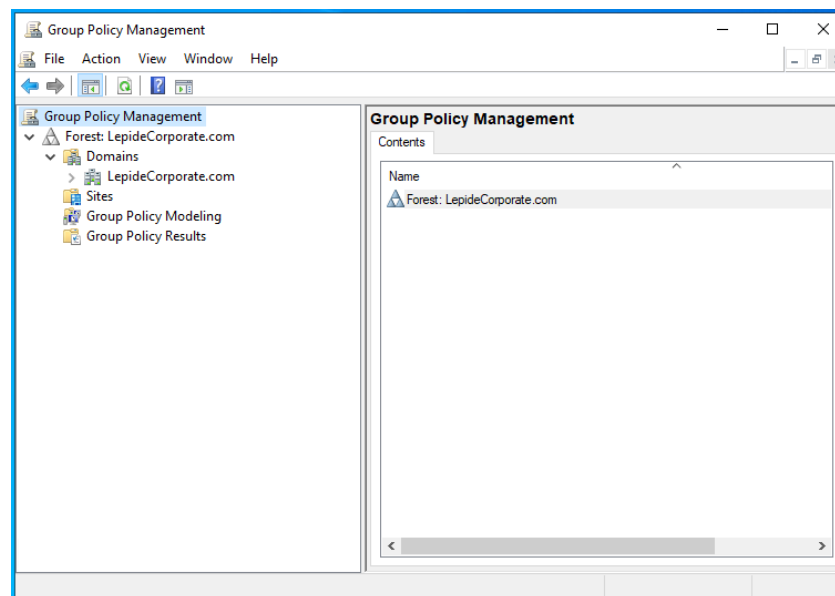 Group Policy Management
File Action View Window Help
Group Policy Management
Forest: LepideCorporate.com
Domains
LepideCorporate.com
Sites
Group Policy Modeling
Group Policy Results
Group Policy Management
Contents
Name
Forest: LepideCorporate.com